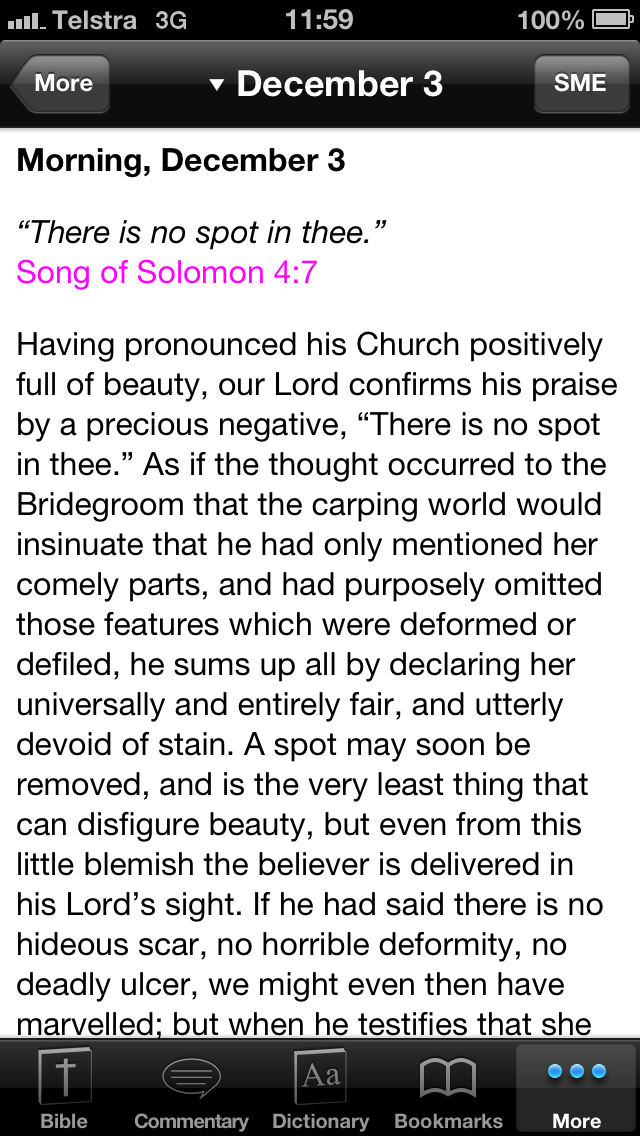 Telstra 3G 11:59 100%
More ▼ December 3 SME
Morning, December 3
“There is no spot in thee.”
Song of Solomon 4:7
Having pronounced his Church positively
full of beauty, our Lord confirms his praise
by a precious negative, “There is no spot
in thee.” As if the thought occurred to the
Bridegroom that the carping world would
insinuate that he had only mentioned her
comely parts, and had purposely omitted
those features which were deformed or
defiled, he sums up all by declaring her
universally and entirely fair, and utterly
devoid of stain. A spot may soon be
removed, and is the very least thing that
can disfigure beauty, but even from this
little blemish the believer is delivered in
his Lord’s sight. If he had said there is no
hideous scar, no horrible deformity, no
deadly ulcer, we might even then have
marvelled; but when he testifies that she
Aa
Bible Commentary Dictionary Bookmarks More